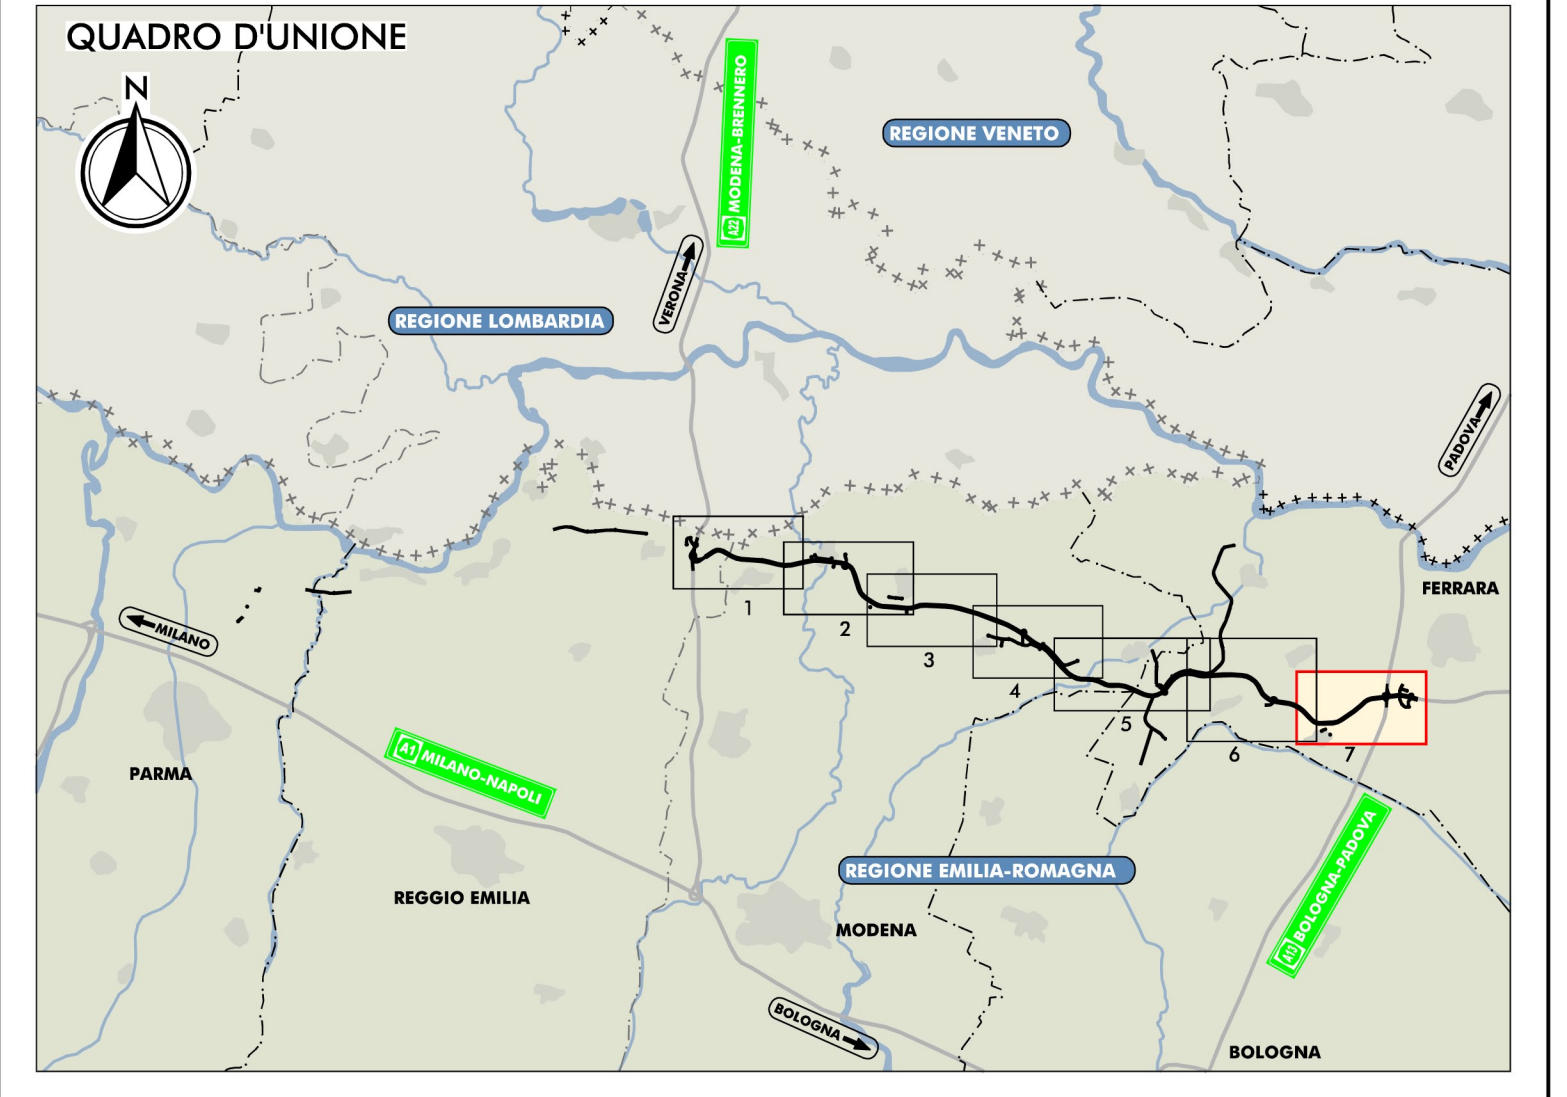 QUADRO D'UNIONE
N
A22 MODENA-BRENNERO
REGIONE VENETO
VERONA
REGIONE LOMBARDIA
PADOVA
FERRARA
MILANO
1
2
3
4
5
6
7
PARMA
A1 MILANO-NAPOLI
REGGIO EMILIA
REGIONE EMILIA-ROMAGNA
MODENA
A13 BOLOGNA-PADOVA
BOLOGNA
BOLOGNA